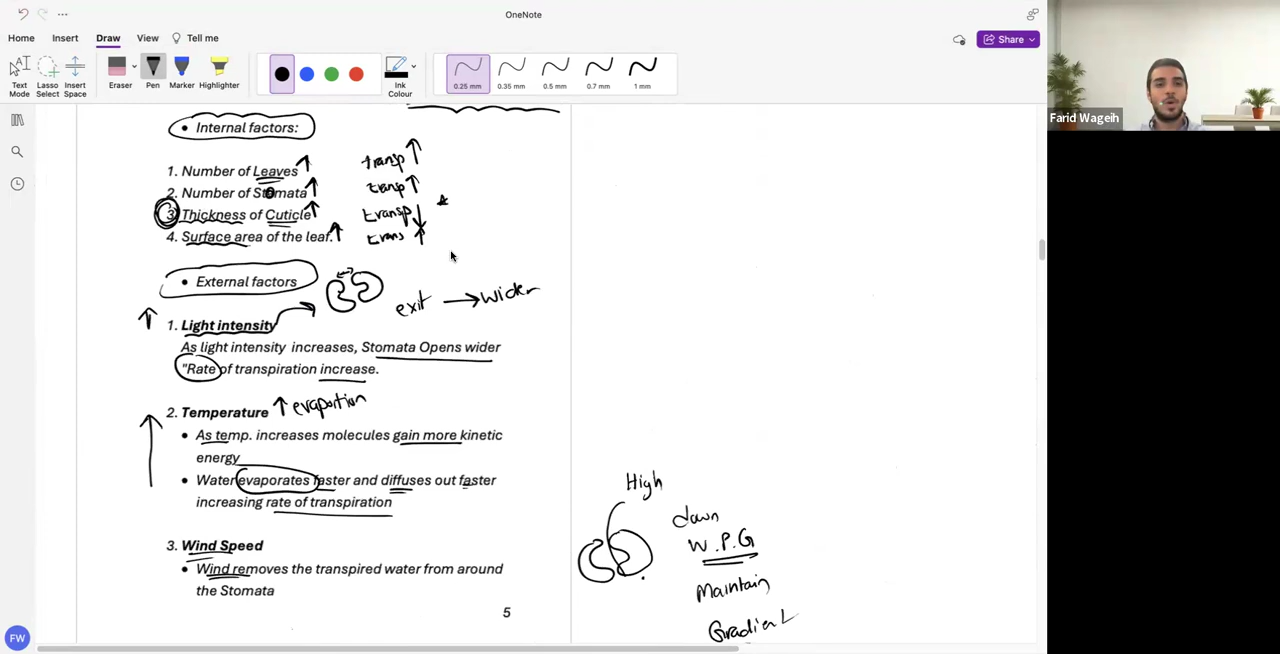 OneNote
Home Insert Draw View Tell me
Share
Text Mode
Lasso Select
Insert Space
Eraser
Pen
Marker
Highlighter
Ink Colour
0.25 mm
0.35 mm
0.5 mm
0.7 mm
1 mm
Farid Wageih
• Internal factors:
1. Number of Leaves ↑ transp ↑
2. Number of Stomata ↑ transp ↑
3. Thickness of Cuticle ↑ transp ↓ *
4. Surface area of the leaf. ↑ trans ↑
• External factors
exit → wider
↑ 1. Light intensity
As light intensity increases, Stomata Opens wider
"Rate of transpiration increase.
2. Temperature ↑ evaportion
• As temp. increases molecules gain more kinetic
energy
• Water evaporates faster and diffuses out faster
increasing rate of transpiration
High
down
W.P.G
Maintain
Gradient
3. Wind Speed
• Wind removes the transpired water from around
the Stomata
5
FW